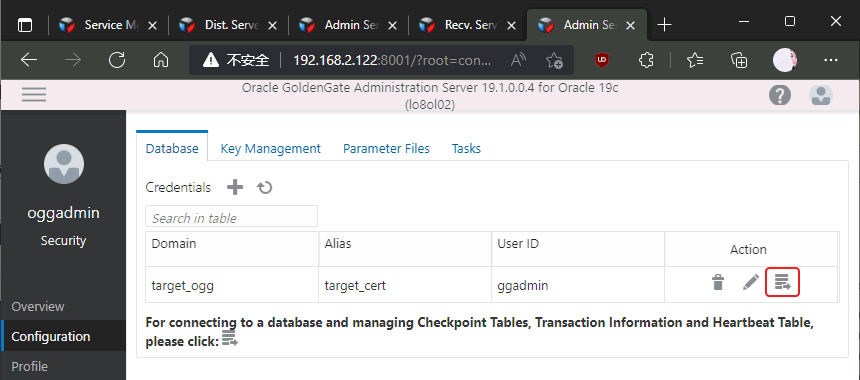 Service M
Dist. Serve
Admin Serv
Recv. Serv
Admin Se
不安全 192.168.2.122:8001/?root=con...
Oracle GoldenGate Administration Server 19.1.0.0.4 for Oracle 19c
(lo8ol02)
oggadmin
Security
Overview
Configuration
Profile
Database Key Management Parameter Files Tasks
Credentials
Search in table
Domain Alias User ID Action
target_ogg target_cert ggadmin
For connecting to a database and managing Checkpoint Tables, Transaction Information and Heartbeat Table,
please click: